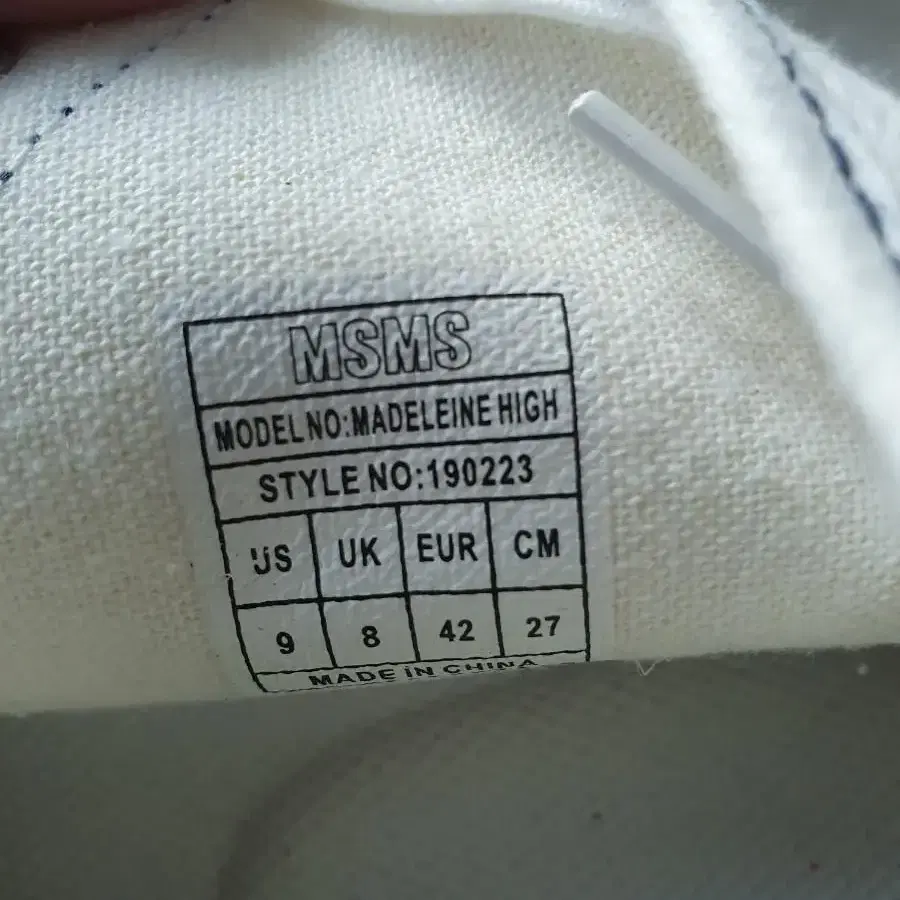 MSMS
MODEL NO:MADELEINE HIGH
STYLE NO:190223
US UK EUR CM
9 8 42 27
MADE IN CHINA